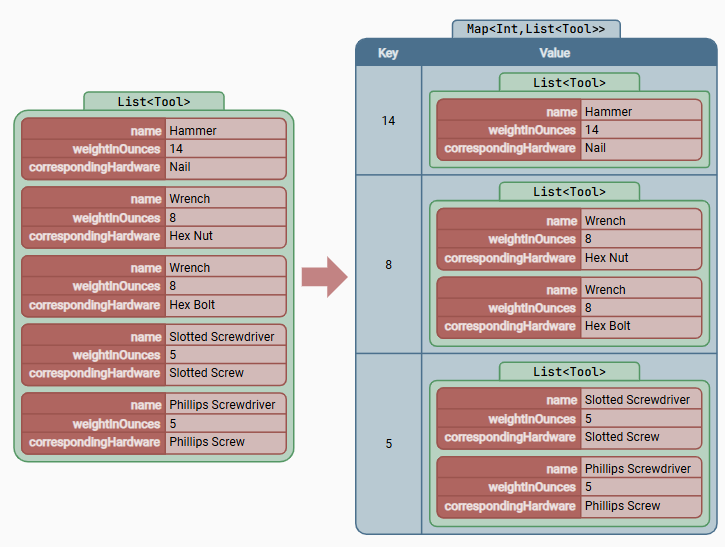 List<Tool>
name Hammer
weightInOunces 14
correspondingHardware Nail
name Wrench
weightInOunces 8
correspondingHardware Hex Nut
name Wrench
weightInOunces 8
correspondingHardware Hex Bolt
name Slotted Screwdriver
weightInOunces 5
correspondingHardware Slotted Screw
name Phillips Screwdriver
weightInOunces 5
correspondingHardware Phillips Screw
Map<Int,List<Tool>>
Key Value
14
List<Tool>
name Hammer
weightInOunces 14
correspondingHardware Nail
8
List<Tool>
name Wrench
weightInOunces 8
correspondingHardware Hex Nut
name Wrench
weightInOunces 8
correspondingHardware Hex Bolt
5
List<Tool>
name Slotted Screwdriver
weightInOunces 5
correspondingHardware Slotted Screw
name Phillips Screwdriver
weightInOunces 5
correspondingHardware Phillips Screw